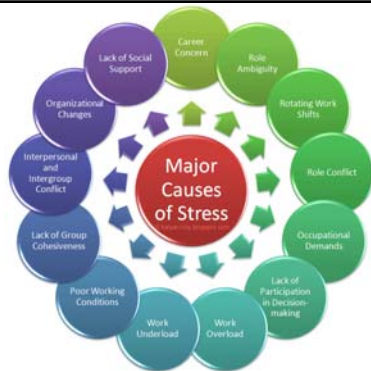 Major
Causes
of Stress
Career
Concern
Role
Ambiguity
Rotating Work
Shifts
Role Conflict
Occupational
Demands
Lack of
Participation
in Decision-
making
Work
Overload
Work
Underload
Poor Working
Conditions
Lack of Group
Cohesiveness
Interpersonal
and
Intergroup
Conflict
Organizational
Changes
Lack of Social
Support